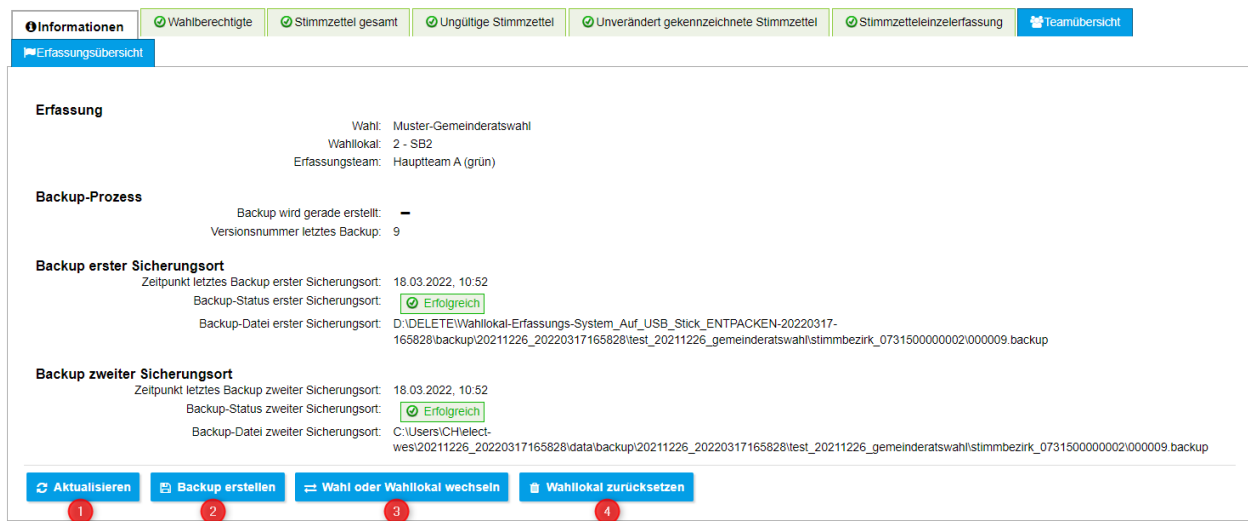 Informationen
Wahlberechtigte
Stimmzettel gesamt
Ungültige Stimmzettel
Unverändert gekennzeichnete Stimmzettel
Stimmzetteleinzelerfassung
Teamübersicht
Erfassungsübersicht
Erfassung
Wahl: Muster-Gemeinderatswahl
Wahllokal: 2 - SB2
Erfassungsteam: Hauptteam A (grün)
Backup-Prozess
Backup wird gerade erstellt: –
Versionsnummer letztes Backup: 9
Backup erster Sicherungsort
Zeitpunkt letztes Backup erster Sicherungsort: 18.03.2022, 10:52
Backup-Status erster Sicherungsort: Erfolgreich
Backup-Datei erster Sicherungsort: D:\DELETE\Wahllokal-Erfassungs-System_Auf_USB_Stick_ENTPACKEN-20220317-
165828\backup\20211226_20220317165828\test_20211226_gemeinderatswahl\stimmbezirk_0731500000002\000009.backup
Backup zweiter Sicherungsort
Zeitpunkt letztes Backup zweiter Sicherungsort: 18.03.2022, 10:52
Backup-Status zweiter Sicherungsort: Erfolgreich
Backup-Datei zweiter Sicherungsort: C:\Users\CH\elect-
wes\20211226_20220317165828\data\backup\20211226_20220317165828\test_20211226_gemeinderatswahl\stimmbezirk_0731500000002\000009.backup
Aktualisieren
Backup erstellen
Wahl oder Wahllokal wechseln
Wahllokal zurücksetzen
1
2
3
4